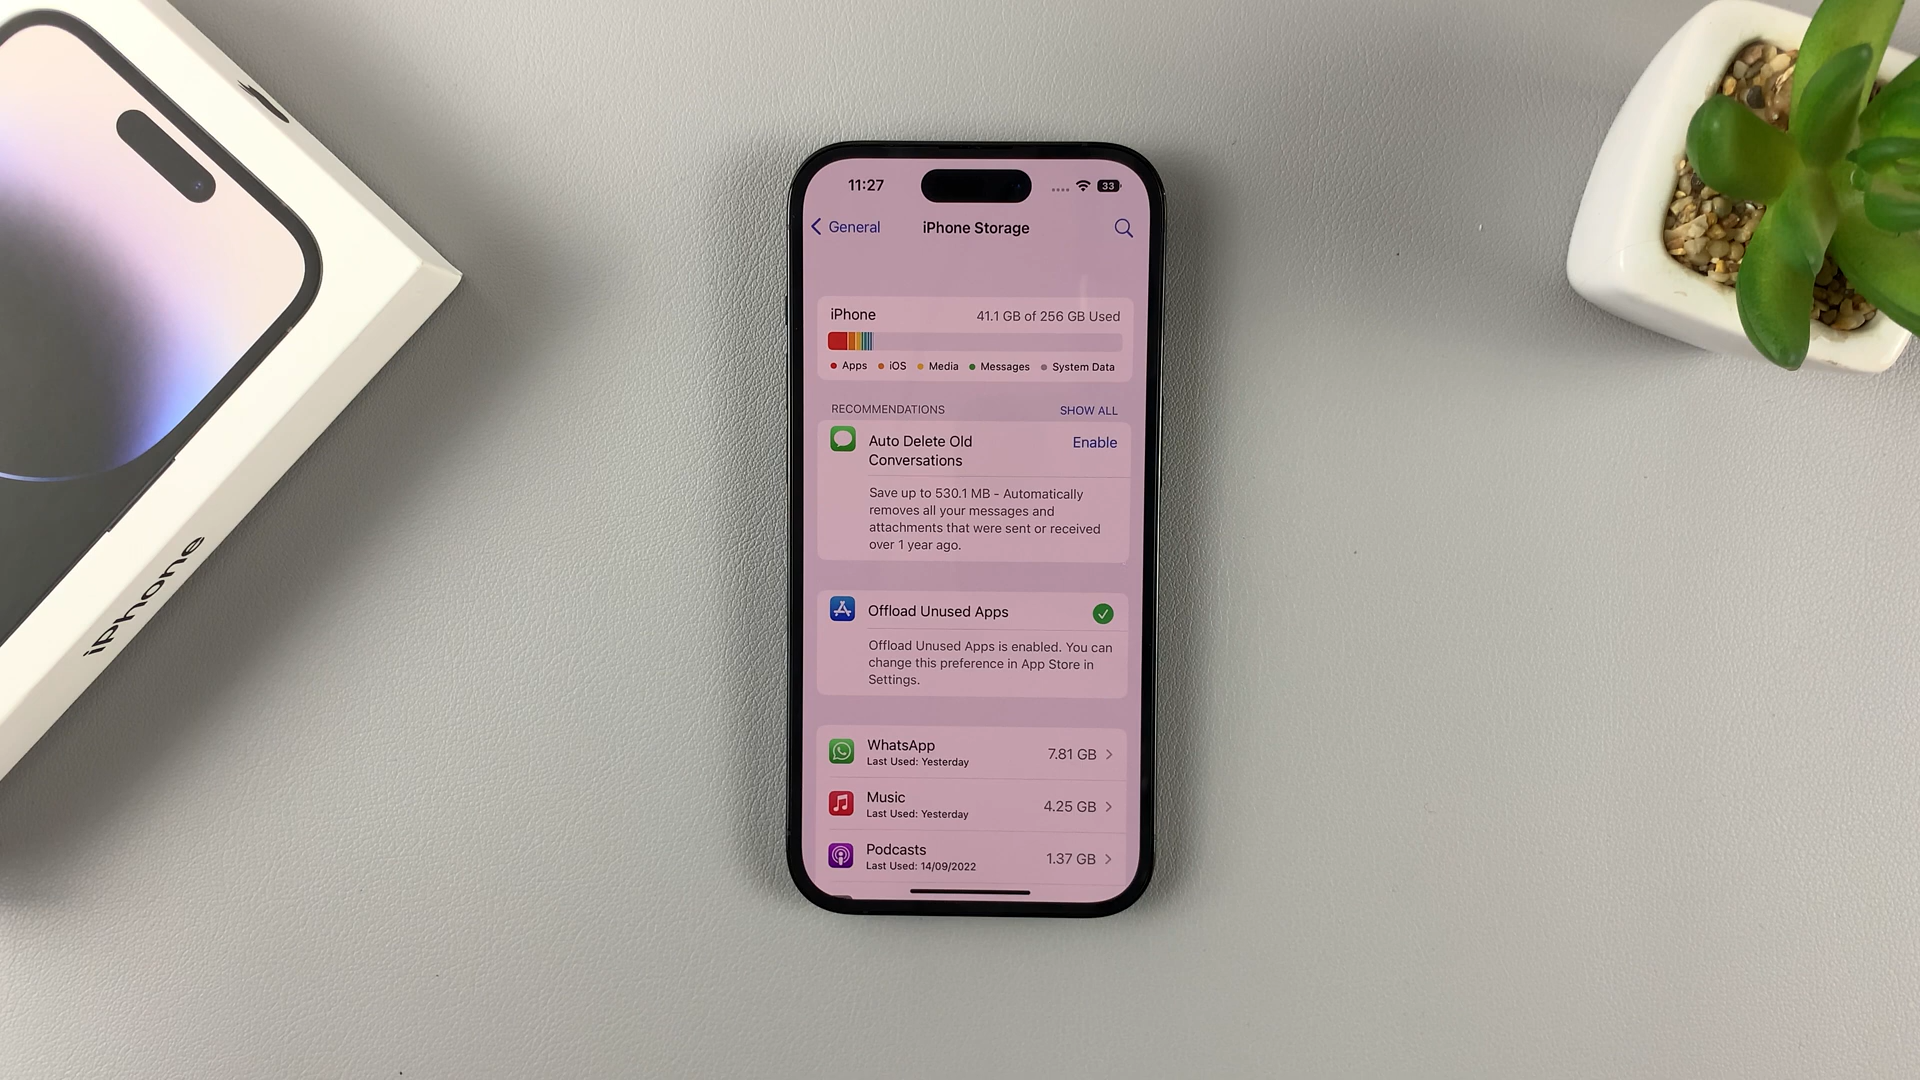 11:27
33
General
iPhone Storage
iPhone
41.1 GB of 256 GB Used
Apps
iOS
Media
Messages
System Data
RECOMMENDATIONS
SHOW ALL
Auto Delete Old
Conversations
Enable
Save up to 530.1 MB - Automatically
removes all your messages and
attachments that were sent or received
over 1 year ago.
Offload Unused Apps
Offload Unused Apps is enabled. You can
change this preference in App Store in
Settings.
WhatsApp
Last Used: Yesterday
7.81 GB
Music
Last Used: Yesterday
4.25 GB
Podcasts
Last Used: 14/09/2022
1.37 GB
iPhone